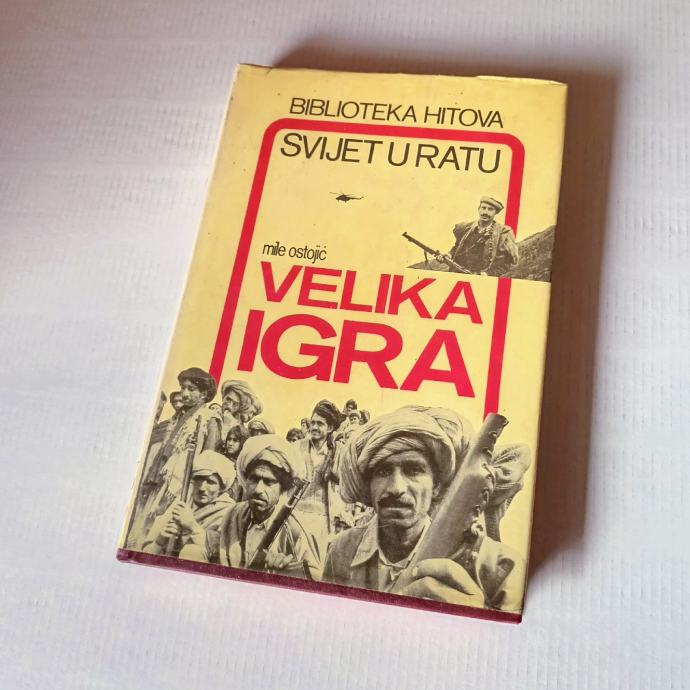 BIBLIOTEKA HITOVA
SVIJET U RATU
mile ostojić
VELIKA
IGRA